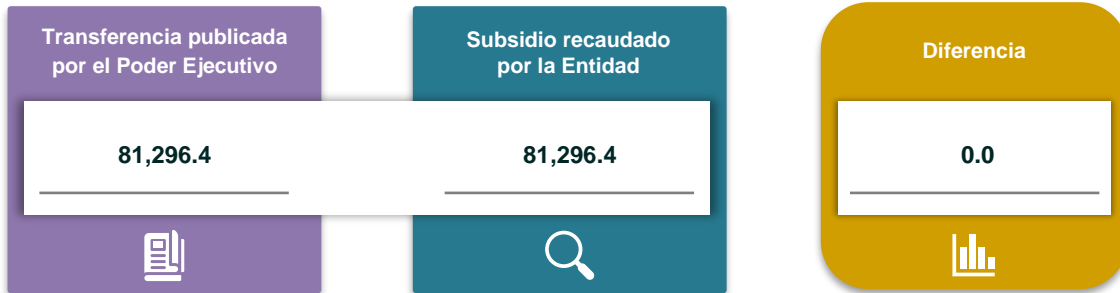 Transferencia publicada
por el Poder Ejecutivo
81,296.4
Subsidio recaudado
por la Entidad
81,296.4
Diferencia
0.0